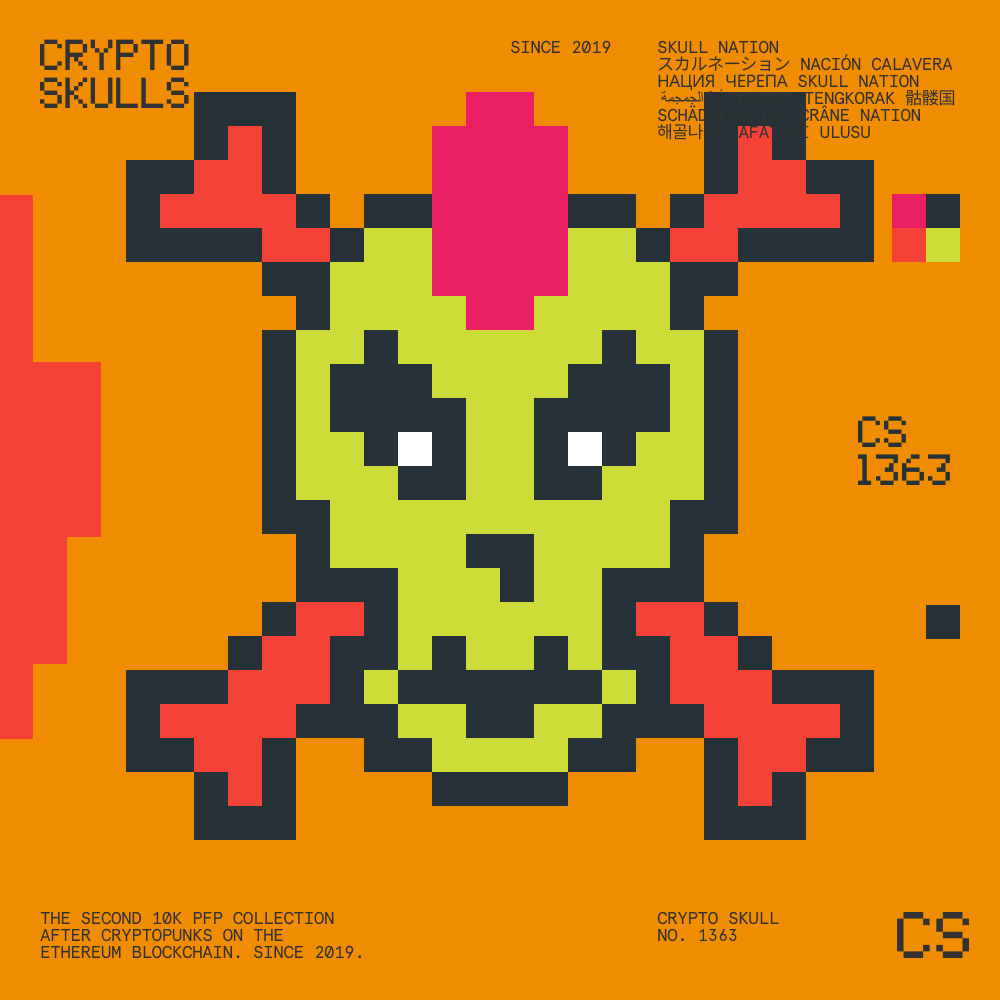 CRYPTO
SKULLS
SINCE 2019
SKULL NATION
スカルネーション NACIÓN CALAVERA
НАЦИЯ ЧЕРЕПА SKULL NATION
الجمجمة TENGKORAK 骷髅国
CRÂNE NATION
해골 ULUSU
CS
1363
THE SECOND 10K PFP COLLECTION
AFTER CRYPTOPUNKS ON THE
ETHEREUM BLOCKCHAIN. SINCE 2019.
CRYPTO SKULL
NO. 1363
CS